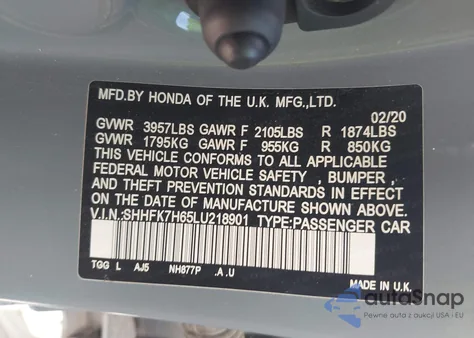 MFD.BY HONDA OF THE U.K. MFG.,LTD.
02/20
GVWR 3957LBS GAWR F 2105LBS R 1874LBS
GVWR 1795KG GAWR F 955KG R 850KG
THIS VEHICLE CONFORMS TO ALL APPLICABLE
FEDERAL MOTOR VEHICLE SAFETY , BUMPER ,
AND THEFT PREVENTION STANDARDS IN EFFECT
ON THE DATE OF MANUFACTURE SHOWN ABOVE.
V.I.N.:SHHFK7H65LU218901 TYPE:PASSENGER CAR
TGG L AJ5 NH877P .A .U
MADE IN U.K.
autoSnap
Pewne auta z aukcji USA i EU